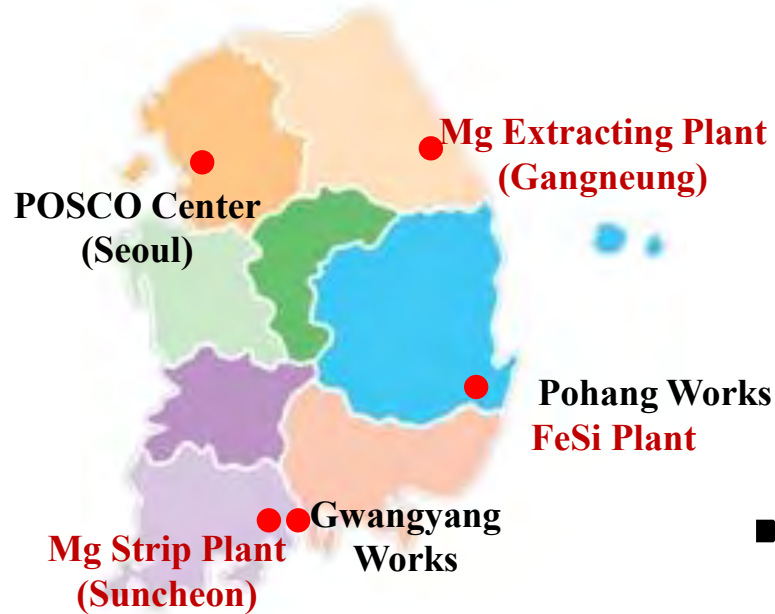 Mg Extracting Plant
(Gangneung)
POSCO Center
(Seoul)
Pohang Works
FeSi Plant
Gwangyang
Works
Mg Strip Plant
(Suncheon)